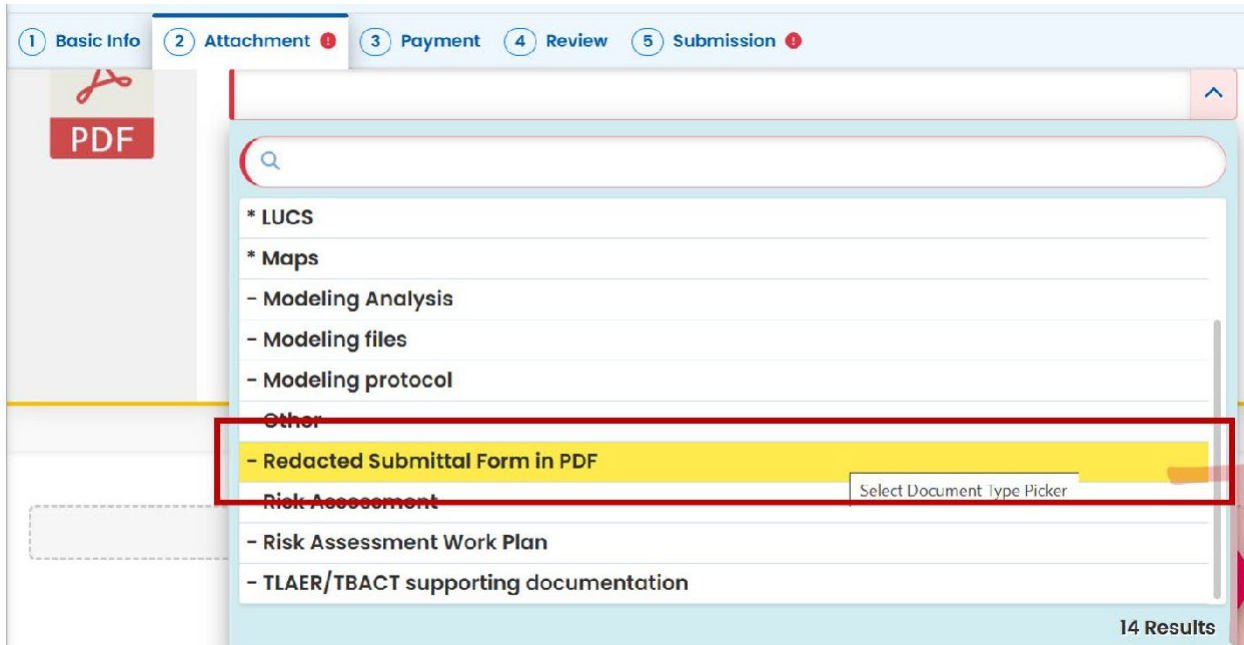 1 Basic Info 2 Attachment ! 3 Payment 4 Review 5 Submission !
PDF
* LUCS
* Maps
- Modeling Analysis
- Modeling files
- Modeling protocol
- Other
- Redacted Submittal Form in PDF
Select Document Type Picker
- Risk Assessment
- Risk Assessment Work Plan
- TLAER/TBACT supporting documentation
14 Results